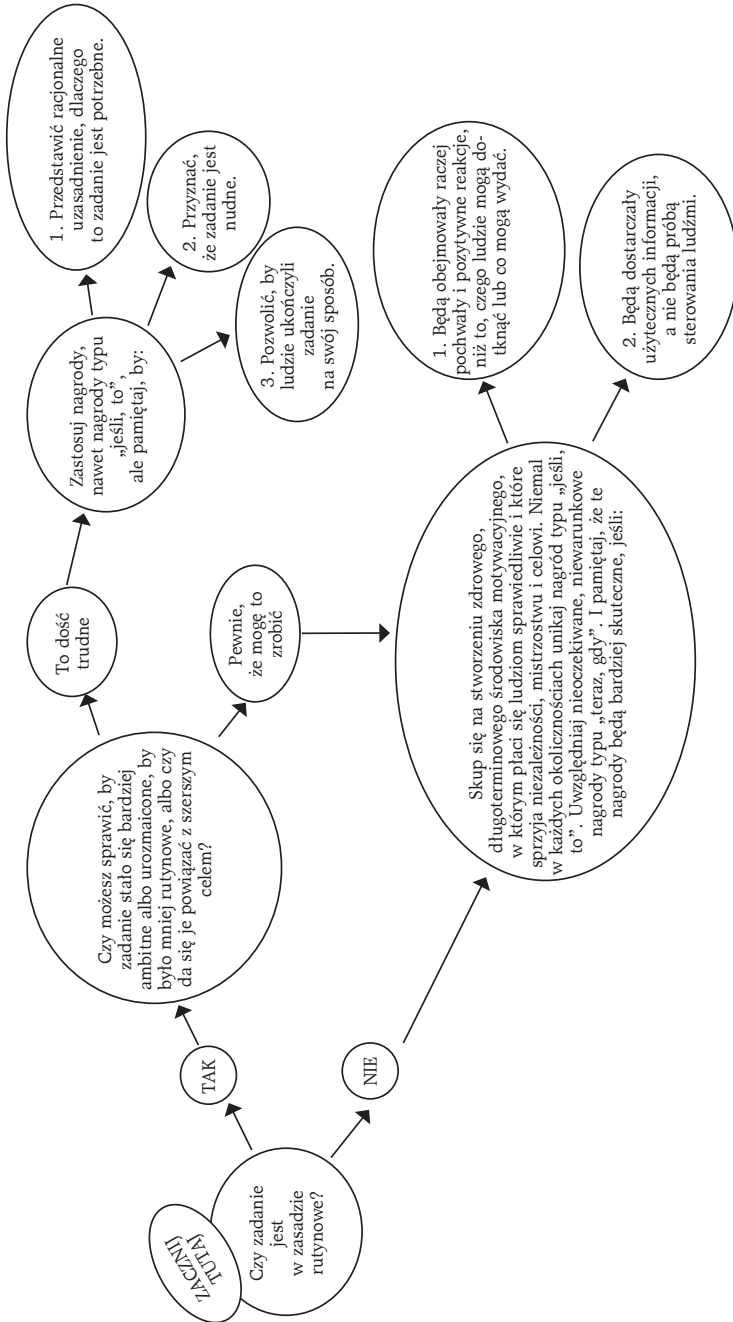 ZACZNIJ
TUTAJ
Czy zadanie
jest
w zasadzie
rutynowe?
TAK
NIE
Czy możesz sprawić, by
zadanie stało się bardziej
ambitne albo urozmaicone, by
było mniej rutynowe, albo czy
da się je powiązać z szerszym
celem?
To dość
trudne
Pewnie,
że mogę to
zrobić
Zastosuj nagrody,
nawet nagrody typu
„jeśli, to”,
ale pamiętaj, by:
1. Przedstawić racjonalne
uzasadnienie, dlaczego
to zadanie jest potrzebne.
2. Przyznać,
że zadanie jest
nudne.
3. Pozwolić, by
ludzie ukończyli
zadanie
na swój sposób.
Skup się na stworzeniu zdrowego,
długoterminowego środowiska motywacyjnego,
w którym płaci się ludziom sprawiedliwie i które
sprzyja niezależności, mistrzostwu i celowi. Niemal
w każdych okolicznościach unikaj nagród typu „jeśli,
to”. Uwzględniaj nieoczekiwane, niewarunkowe
nagrody typu „teraz, gdy”. I pamiętaj, że te
nagrody będą bardziej skuteczne, jeśli:
1. Będą obejmowały raczej
pochwały i pozytywne reakcje,
niż to, czego ludzie mogą do-
tknąć lub co mogą wydać.
2. Będą dostarczały
użytecznych informacji,
a nie będą próbą
sterowania ludźmi.